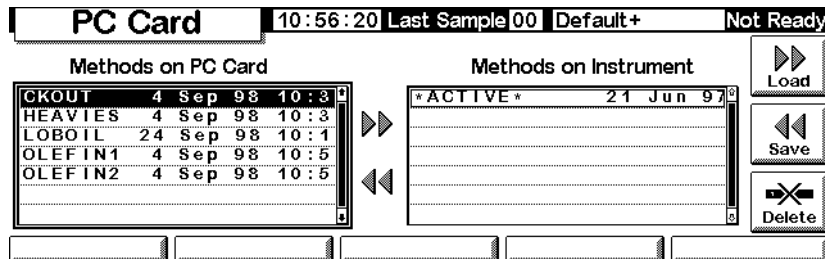 PC Card 10:56:20 Last Sample 00 Default+ Not Ready
Methods on PC Card
Methods on Instrument
Load
CKOUT 4 Sep 98 10:3
HEAVIES 4 Sep 98 10:3
LOBOIL 24 Sep 98 10:1
OLEFIN1 4 Sep 98 10:5
OLEFIN2 4 Sep 98 10:5
*ACTIVE* 21 Jun 97
Save
Delete